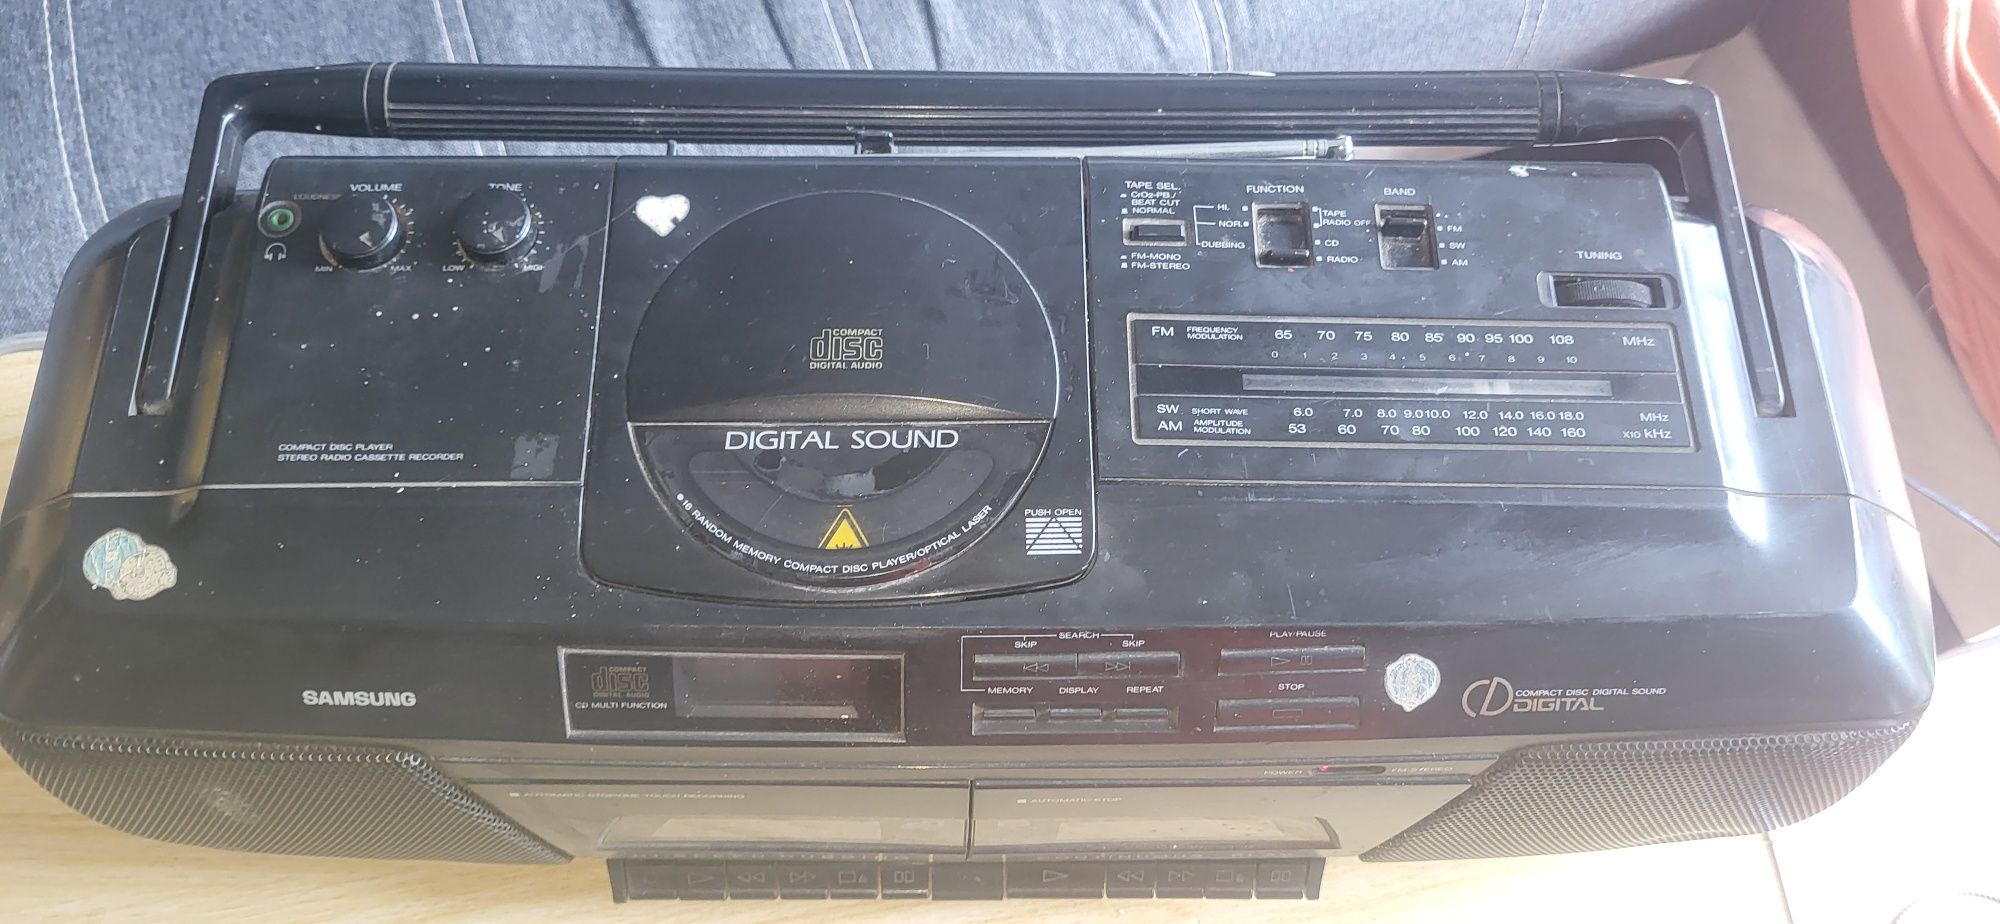 LOUDNESS
VOLUME
MIN
MAX
TONE
LOW
HIGH
COMPACT DISC PLAYER
STEREO RADIO CASSETTE RECORDER
COMPACT
disc
DIGITAL AUDIO
DIGITAL SOUND
●16 RANDOM MEMORY COMPACT DISC PLAYER/OPTICAL LASER
PUSH OPEN
TAPE SEL.
CrO2-PB/
BEAT CUT
NORMAL
FM-MONO
FM-STEREO
FUNCTION
HI.
NOR.
DUBBING
TAPE
RADIO OFF
CD
RADIO
BAND
FM
SW
AM
TUNING
FM FREQUENCY MODULATION 65 70 75 80 85 90 95 100 108 MHz
0 1 2 3 4 5 6 7 8 9 10
SW SHORT WAVE 6.0 7.0 8.0 9.0 10.0 12.0 14.0 16.0 18.0 MHz
AM AMPLITUDE MODULATION 53 60 70 80 100 120 140 160 X10 kHz
SAMSUNG
COMPACT
disc
DIGITAL AUDIO
CD MULTI FUNCTION
SEARCH
SKIP SKIP
MEMORY DISPLAY REPEAT
PLAY/PAUSE
STOP
CD COMPACT DISC DIGITAL SOUND
DIGITAL
POWER FM-STEREO
AUTOMATIC STOP/ONE TOUCH RECORDING
AUTOMATIC STOP